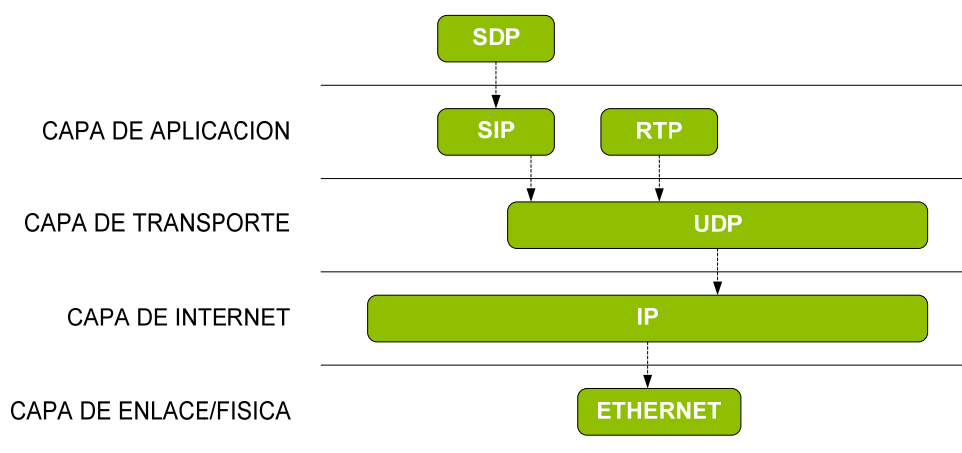 SDP
CAPA DE APLICACION
SIP
RTP
CAPA DE TRANSPORTE
UDP
CAPA DE INTERNET
IP
CAPA DE ENLACE/FISICA
ETHERNET